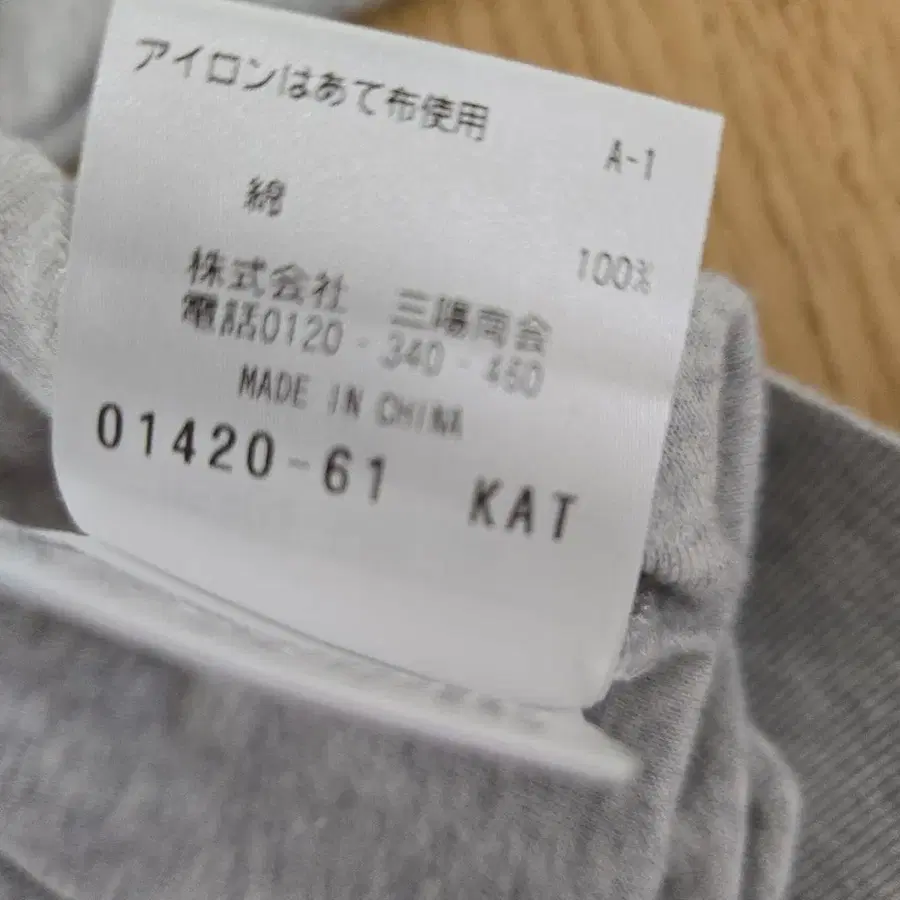 アイロンはあて布使用
A-1
綿 100%
株式会社 三陽商会
電話0120-340-460
MADE IN CHINA
01420-61 KAT